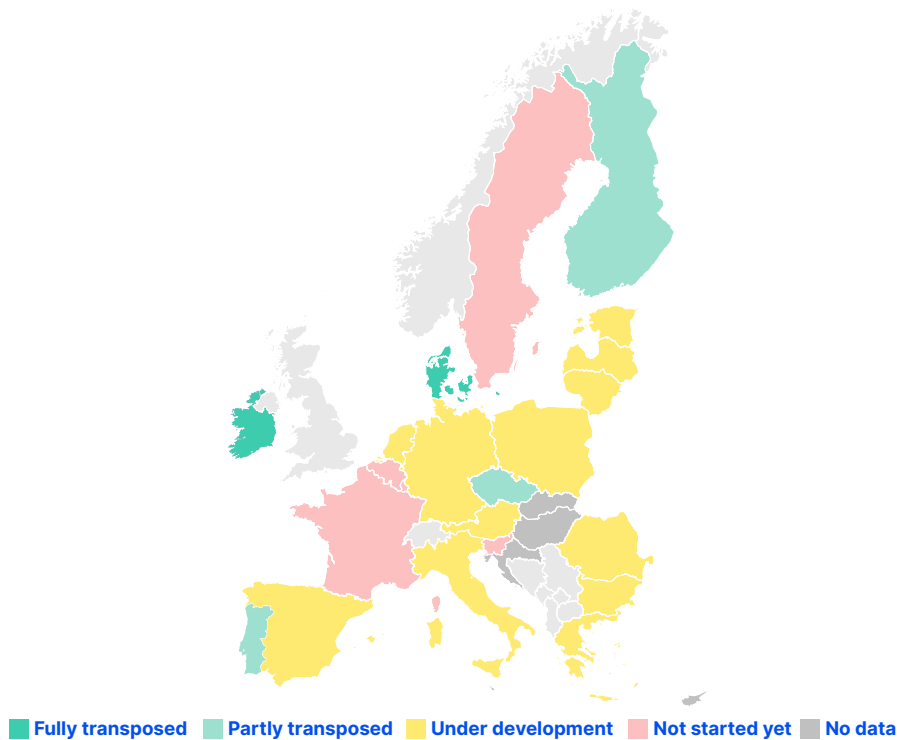 Fully transposed Partly transposed Under development Not started yet No data